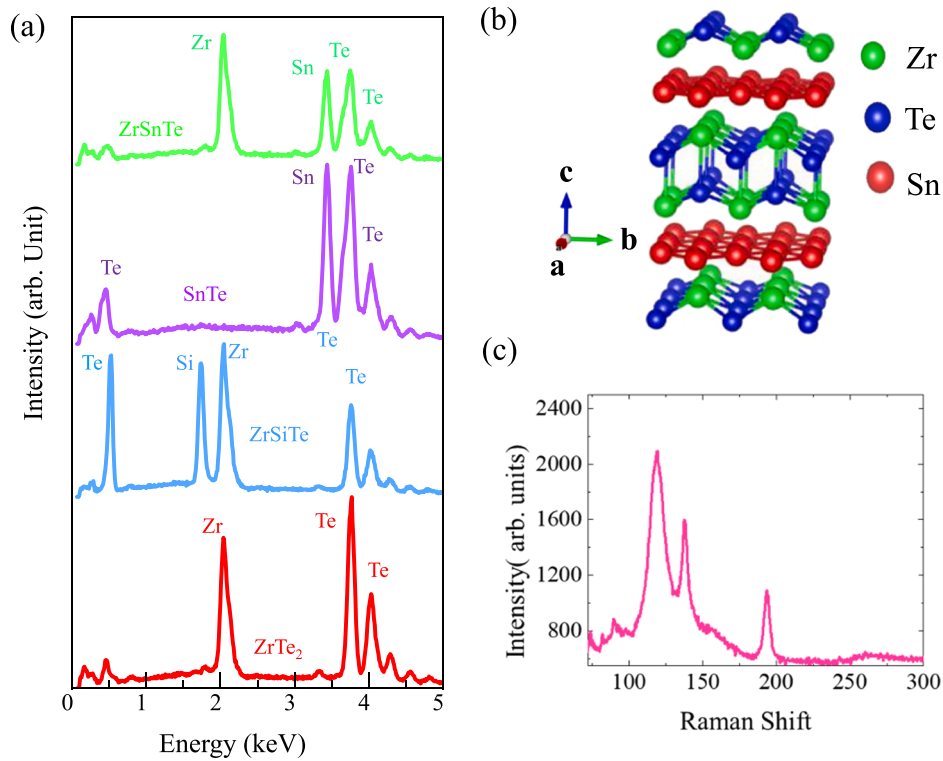 (a)
Intensity (arb. Unit)
Zr
Sn
Te
Te
ZrSnTe
Sn
Te
Te
Te
SnTe
Te
Te
Si
Zr
Te
ZrSiTe
Zr
Te
Te
ZrTe2
0 1 2 3 4 5
Energy (keV)
(b)
Zr
Te
Sn
c
b
a
(c)
Intensity( arb. units)
2400
2000
1600
1200
800
100 150 200 250 300
Raman Shift